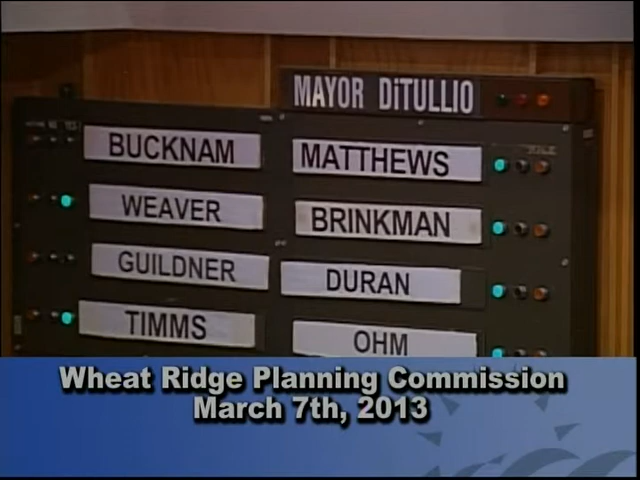 MAYOR DiTULLIO
BUCKNAM
MATTHEWS
WEAVER
BRINKMAN
GUILDNER
DURAN
TIMMS
OHM
Wheat Ridge Planning Commission
March 7th, 2013